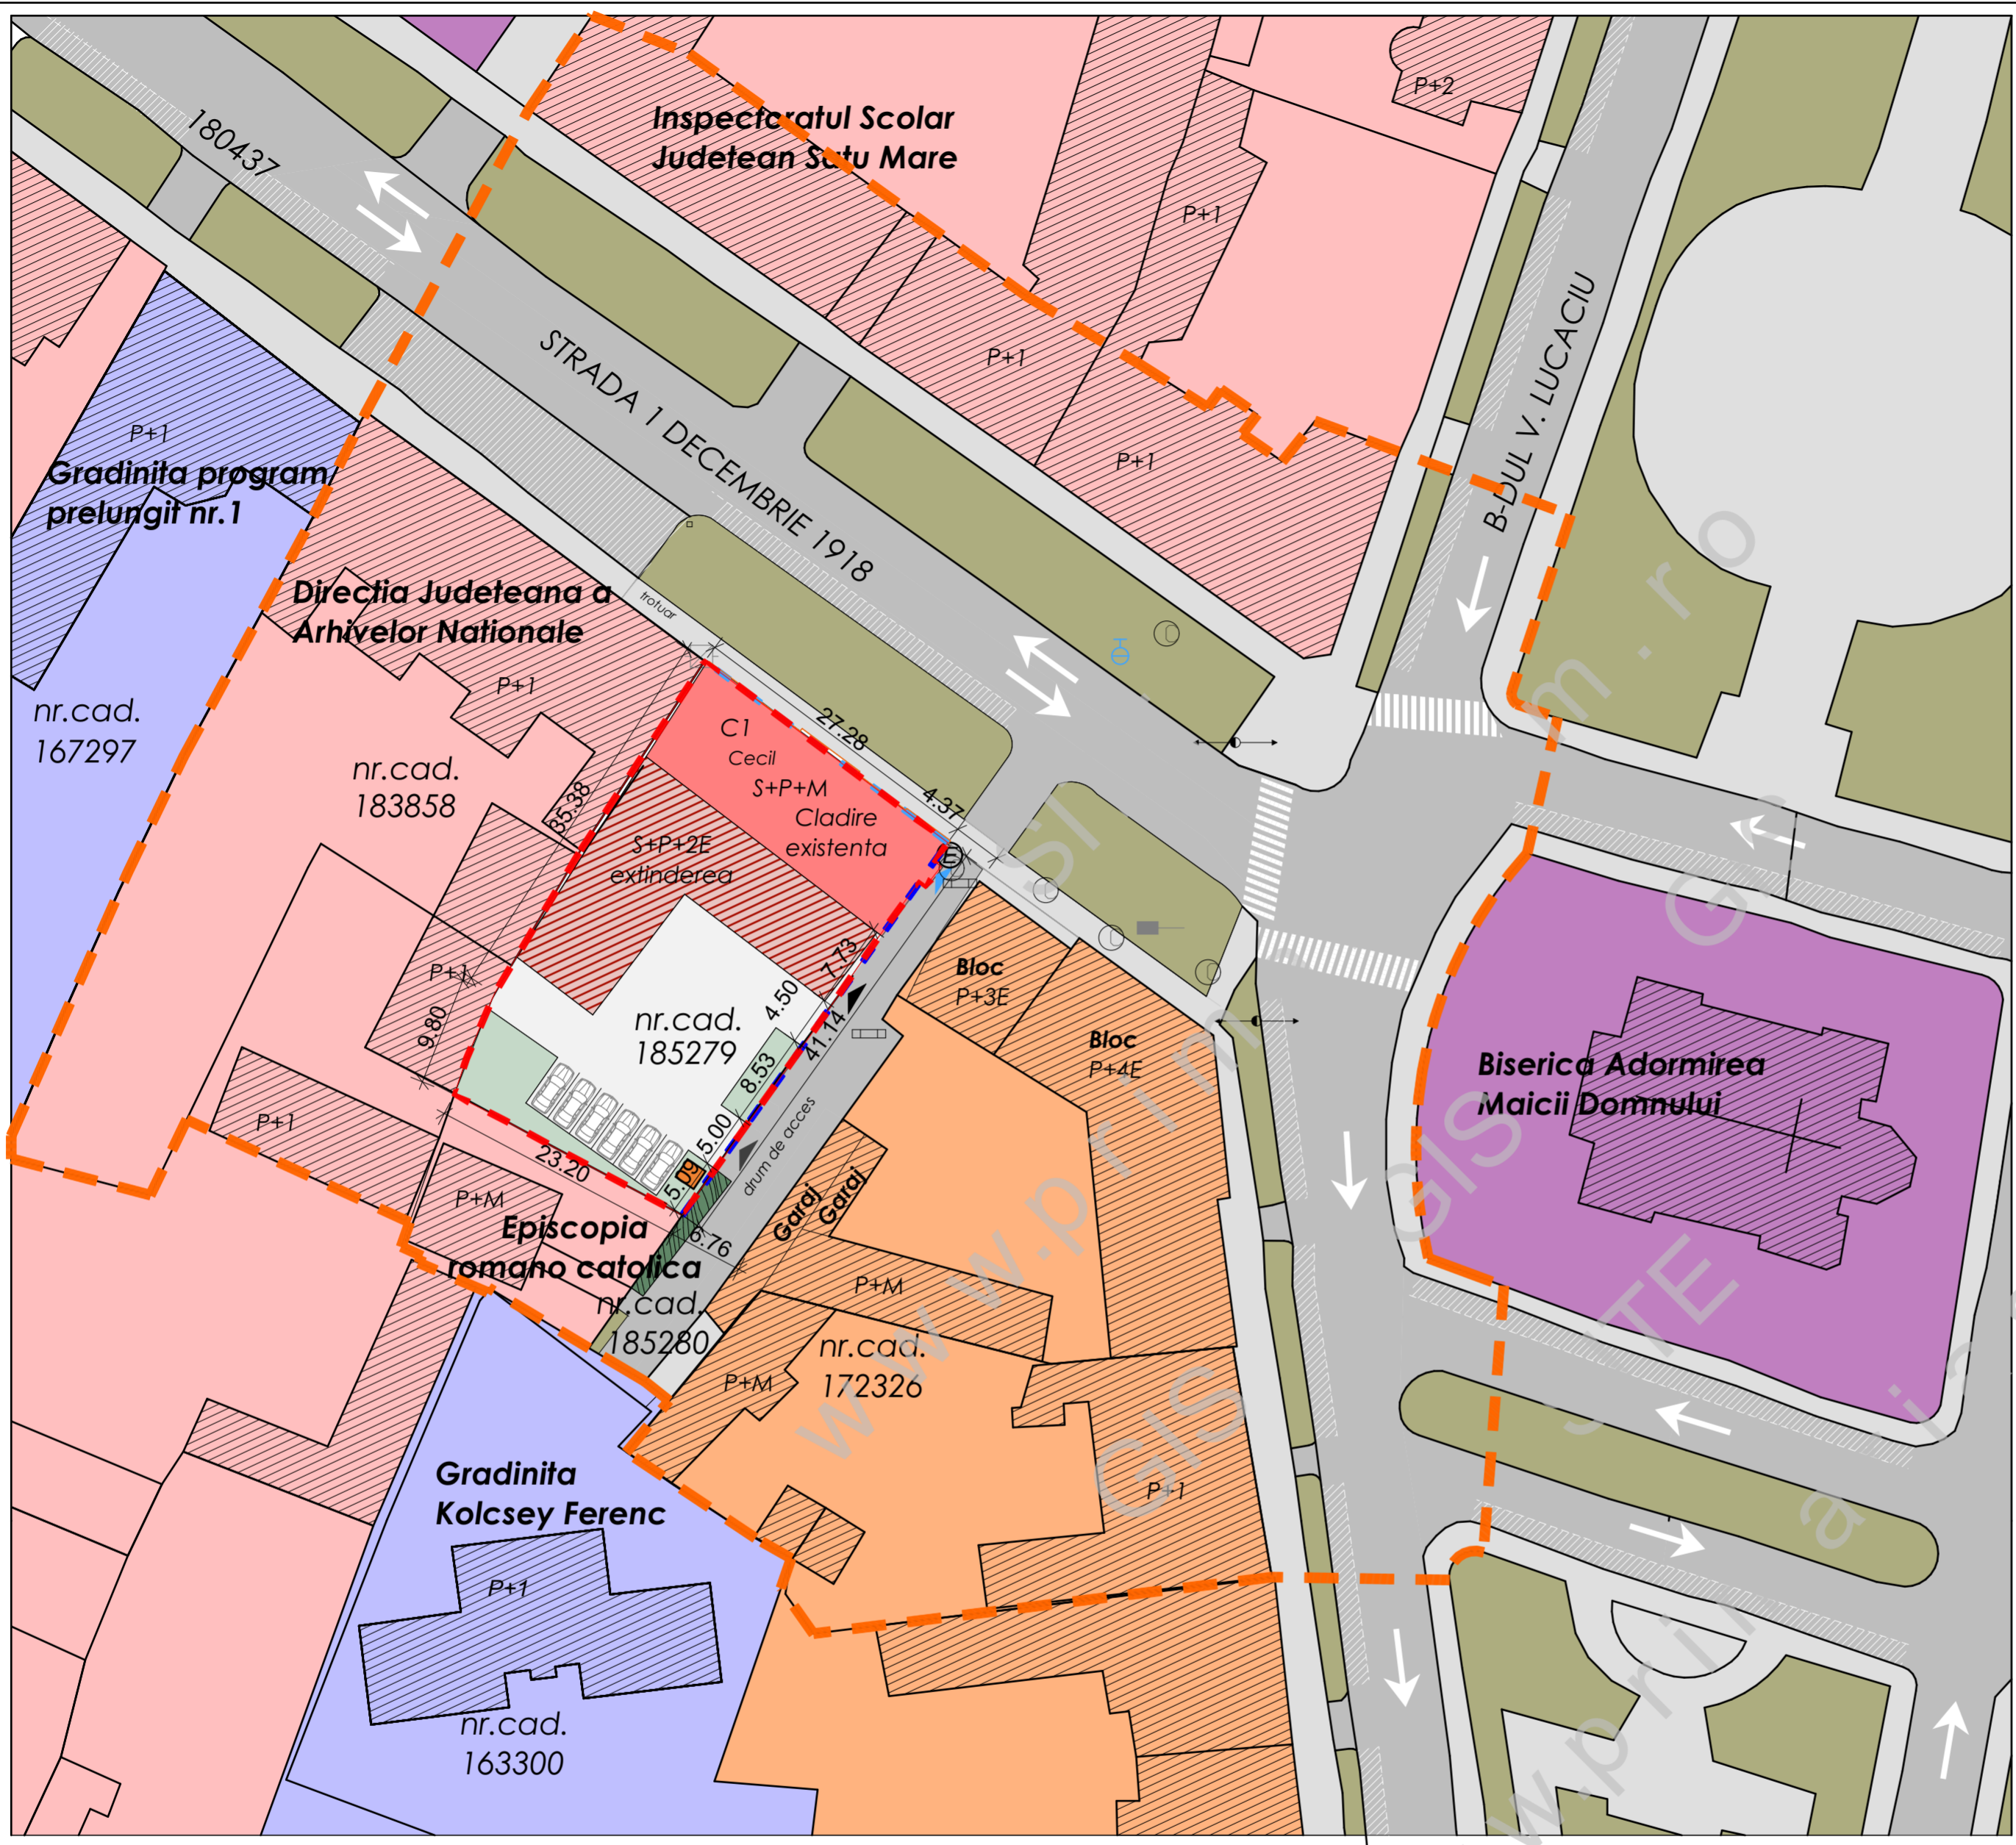 180437
Inspectoratul Scolar
Judetean Satu Mare
P+2
P+1
B-DUL V. LUCACIU
STRADA 1 DECEMBRIE 1918
P+1
P+1
P+1
Gradinita program
prelungit nr.1
Directia Judeteana a
Arhivelor Nationale
trotuar
P+1
nr.cad.
167297
nr.cad.
183858
35.38
27.28
4.37
C1
Cecil
S+P+M
Cladire
existenta
S+P+2E
extinderea
E
7.73
4.50
41.14
8.53
5.00
5.09
nr.cad.
185279
P+1
9.80
P+1
23.20
6.76
drum de acces
Bloc
P+3E
Bloc
P+4E
Biserica Adormirea
Maicii Domnului
Garaj
Garaj
P+M
Episcopia
romano catolica
nr.cad.
185280
P+M
P+M
nr.cad.
172326
P+1
Gradinita
Kolcsey Ferenc
P+1
nr.cad.
163300
GIS
GIS